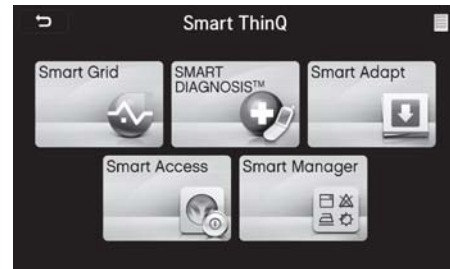 Smart ThinQ
Smart Grid
SMART
DIAGNOSIS™
Smart Adapt
Smart Access
Smart Manager